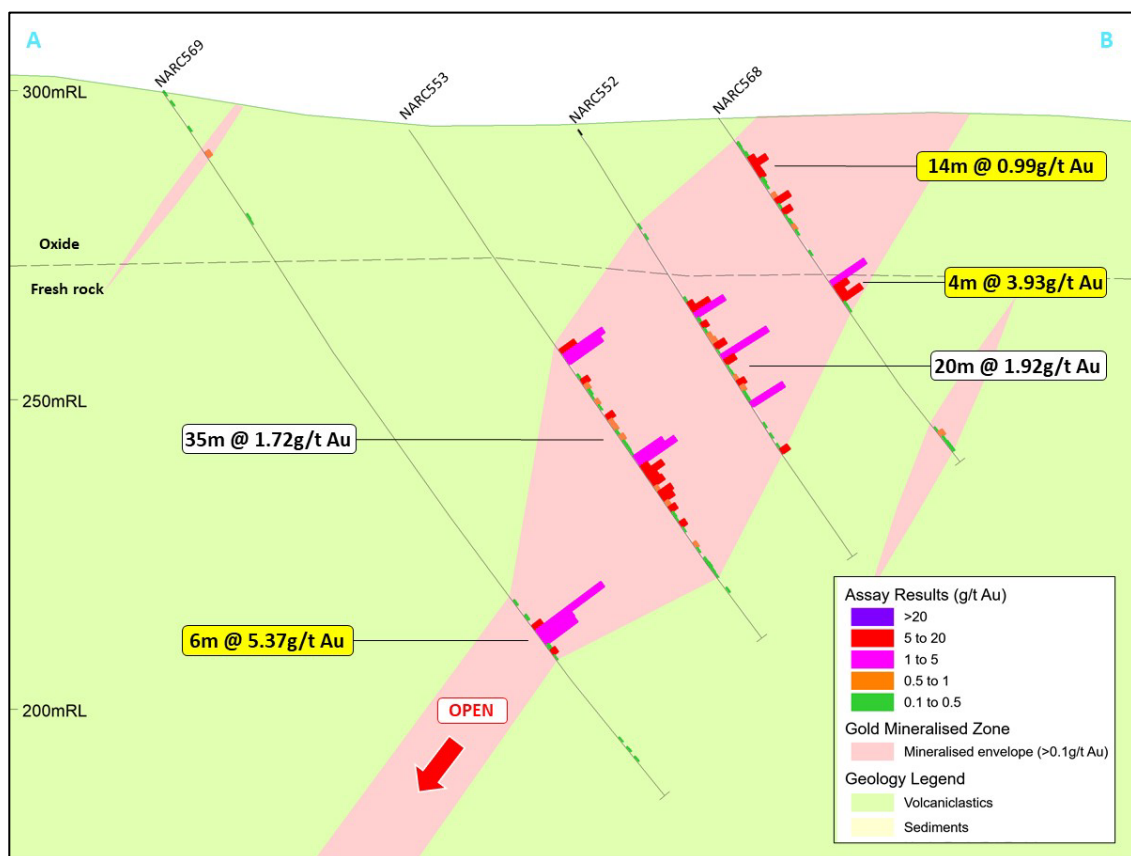 A
B
NARC569
NARC553
NARC552
NARC568
300mRL
14m @ 0.99g/t Au
Oxide
Fresh rock
4m @ 3.93g/t Au
20m @ 1.92g/t Au
250mRL
35m @ 1.72g/t Au
6m @ 5.37g/t Au
200mRL
OPEN
Assay Results (g/t Au)
>20
5 to 20
1 to 5
0.5 to 1
0.1 to 0.5
Gold Mineralised Zone
Mineralised envelope (>0.1g/t Au)
Geology Legend
Volcaniclastics
Sediments